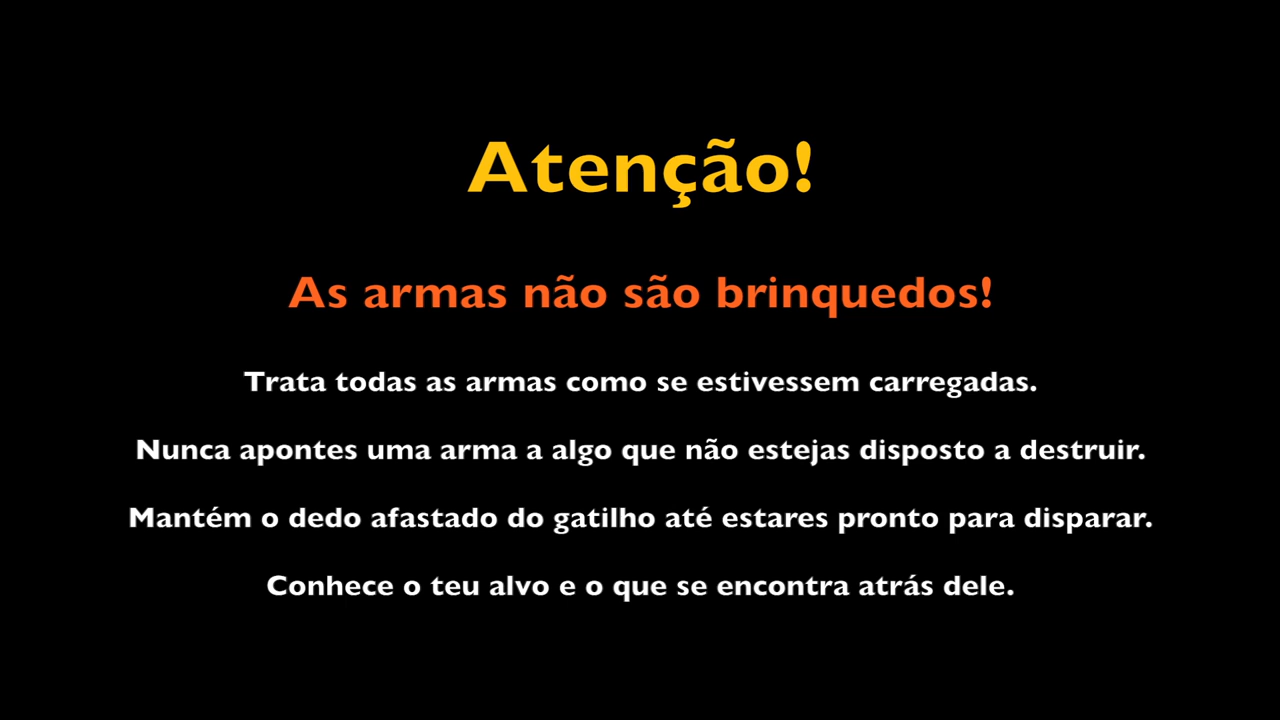 Atenção!
As armas não são brinquedos!
Trata todas as armas como se estivessem carregadas.
Nunca apontes uma arma a algo que não estejas disposto a destruir.
Mantém o dedo afastado do gatilho até estares pronto para disparar.
Conhece o teu alvo e o que se encontra atrás dele.